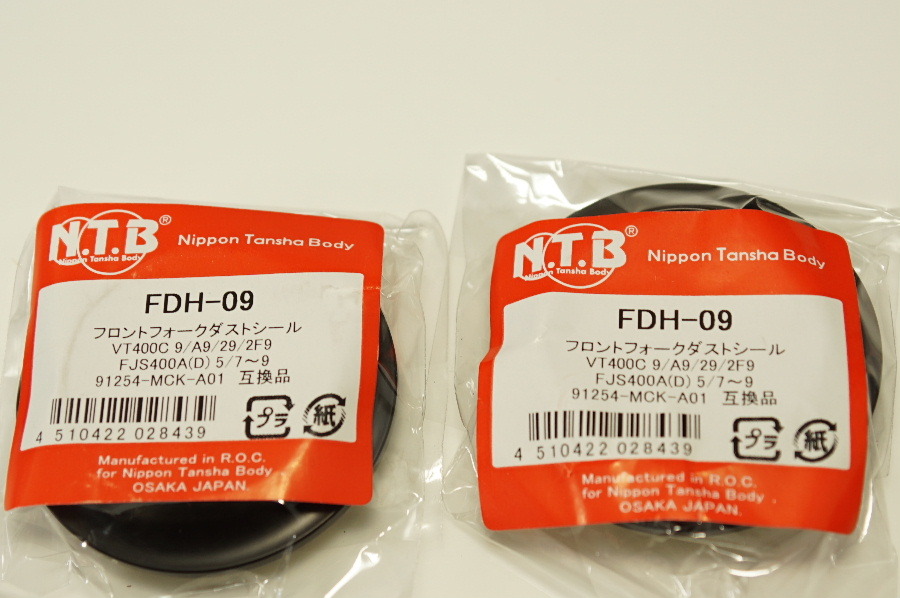 N.T.B®
Nippon Tansha Body
Nippon Tansha Body
FDH-09
フロントフォークダストシール
VT400C 9/A9/29/2F9
FJS400A(D) 5/7～9
91254-MCK-A01 互換品
4 510422 028439
プラ
紙
Manufactured in R.O.C.
for Nippon Tansha Body
OSAKA JAPAN.
N.T.B®
Nippon Tansha Body
Nippon Tansha Body
FDH-09
フロントフォークダストシール
VT400C 9/A9/29/2F9
FJS400A(D) 5/7～9
91254-MCK-A01 互換品
4 510422 028439
プラ
紙
Manufactured in R.O.C.
for Nippon Tansha Body
OSAKA JAPAN.